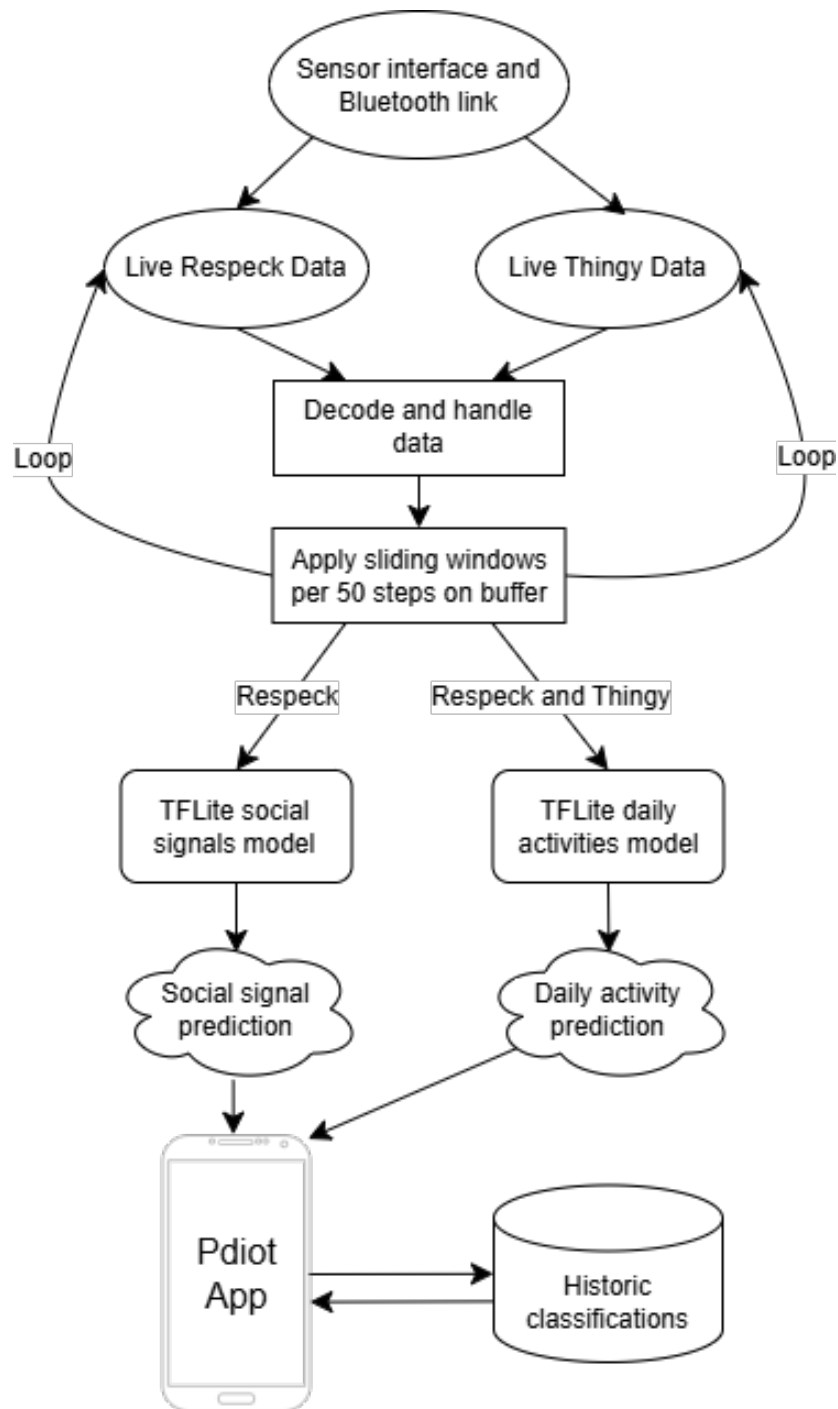 Sensor interface and
Bluetooth link
Live Respeck Data
Live Thingy Data
Decode and handle
data
Loop
Loop
Apply sliding windows
per 50 steps on buffer
Respeck
Respeck and Thingy
TFLite social
signals model
TFLite daily
activities model
Social signal
prediction
Daily activity
prediction
Pdiot
App
Historic
classifications